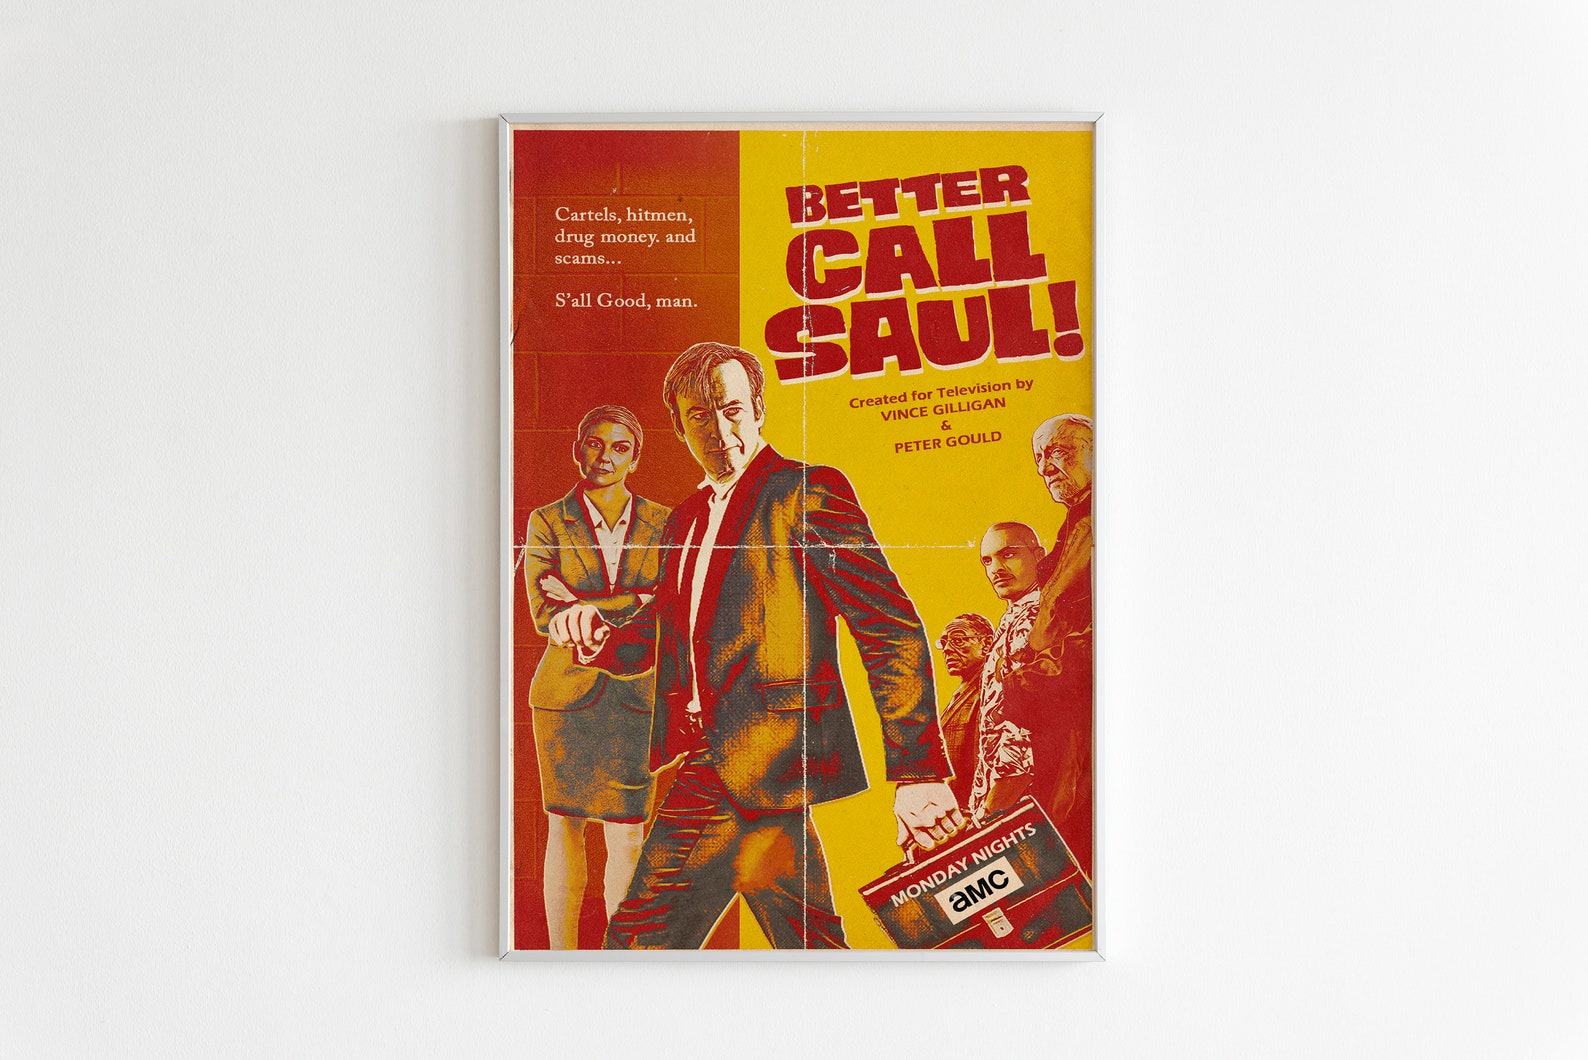 Cartels, hitmen,
drug money. and
scams...
S'all Good, man.
BETTER
CALL
SAUL!
Created for Television by
VINCE GILLIGAN
&
PETER GOULD
MONDAY NIGHTS
aMC